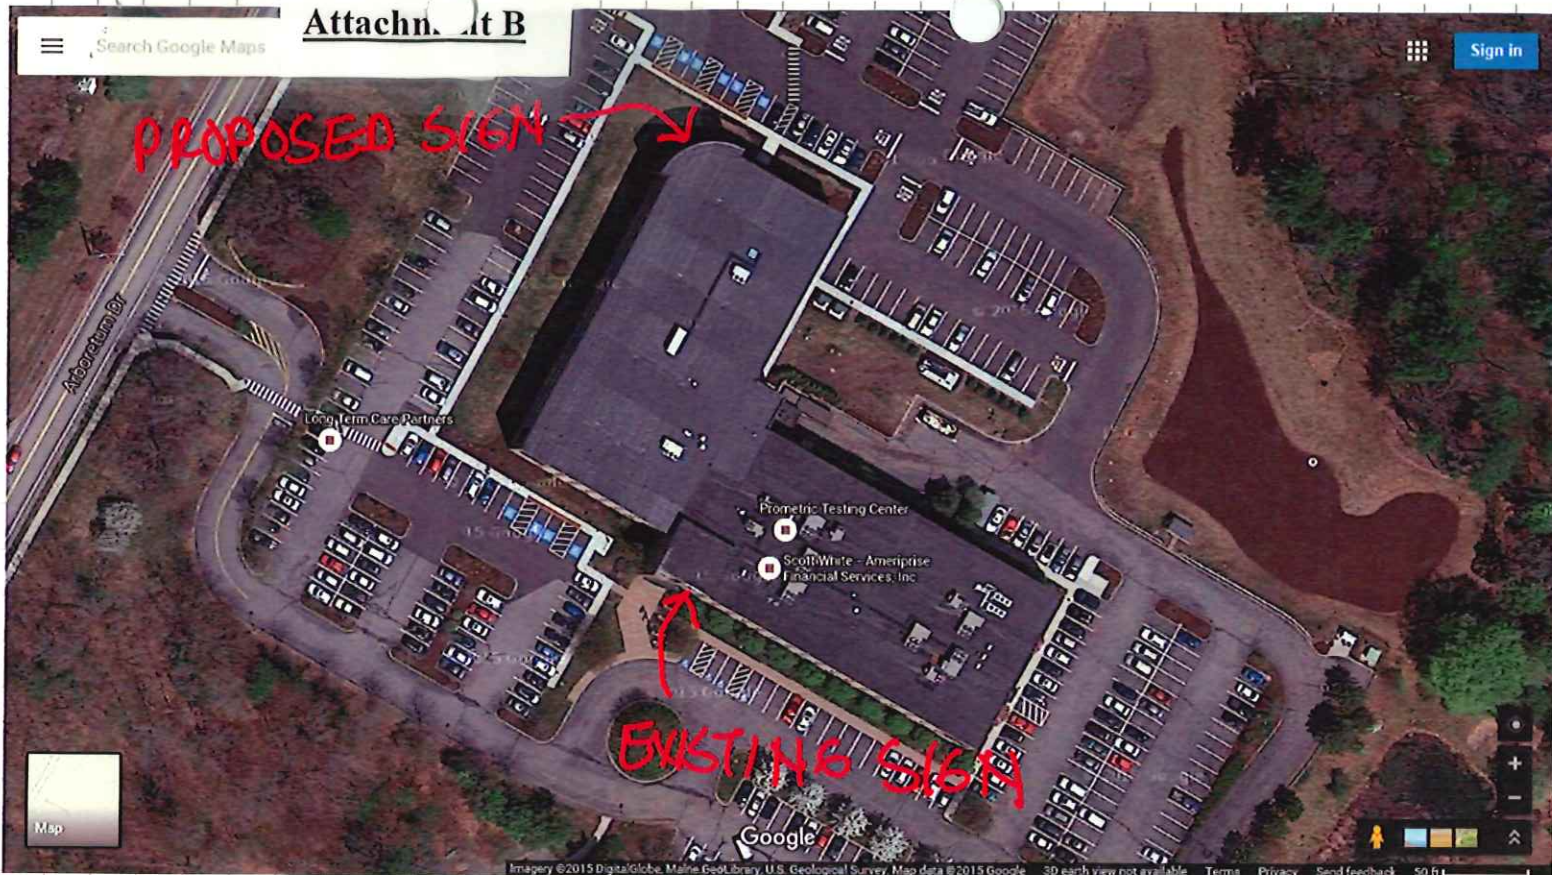 Attachm t B
Search Google Maps
Sign in
PROPOSED SIGN
Arboretum Dr
Long Term Care Partners
Prometric Testing Center
Scott White - Ameriprise
Financial Services, Inc
EXISTING SIGN
Map
Google
Imagery ©2015 DigitalGlobe, Maine GeoLibrary, U.S. Geological Survey, Map data ©2015 Google 3D earth view not available Terms Privacy Send feedback 50 ft